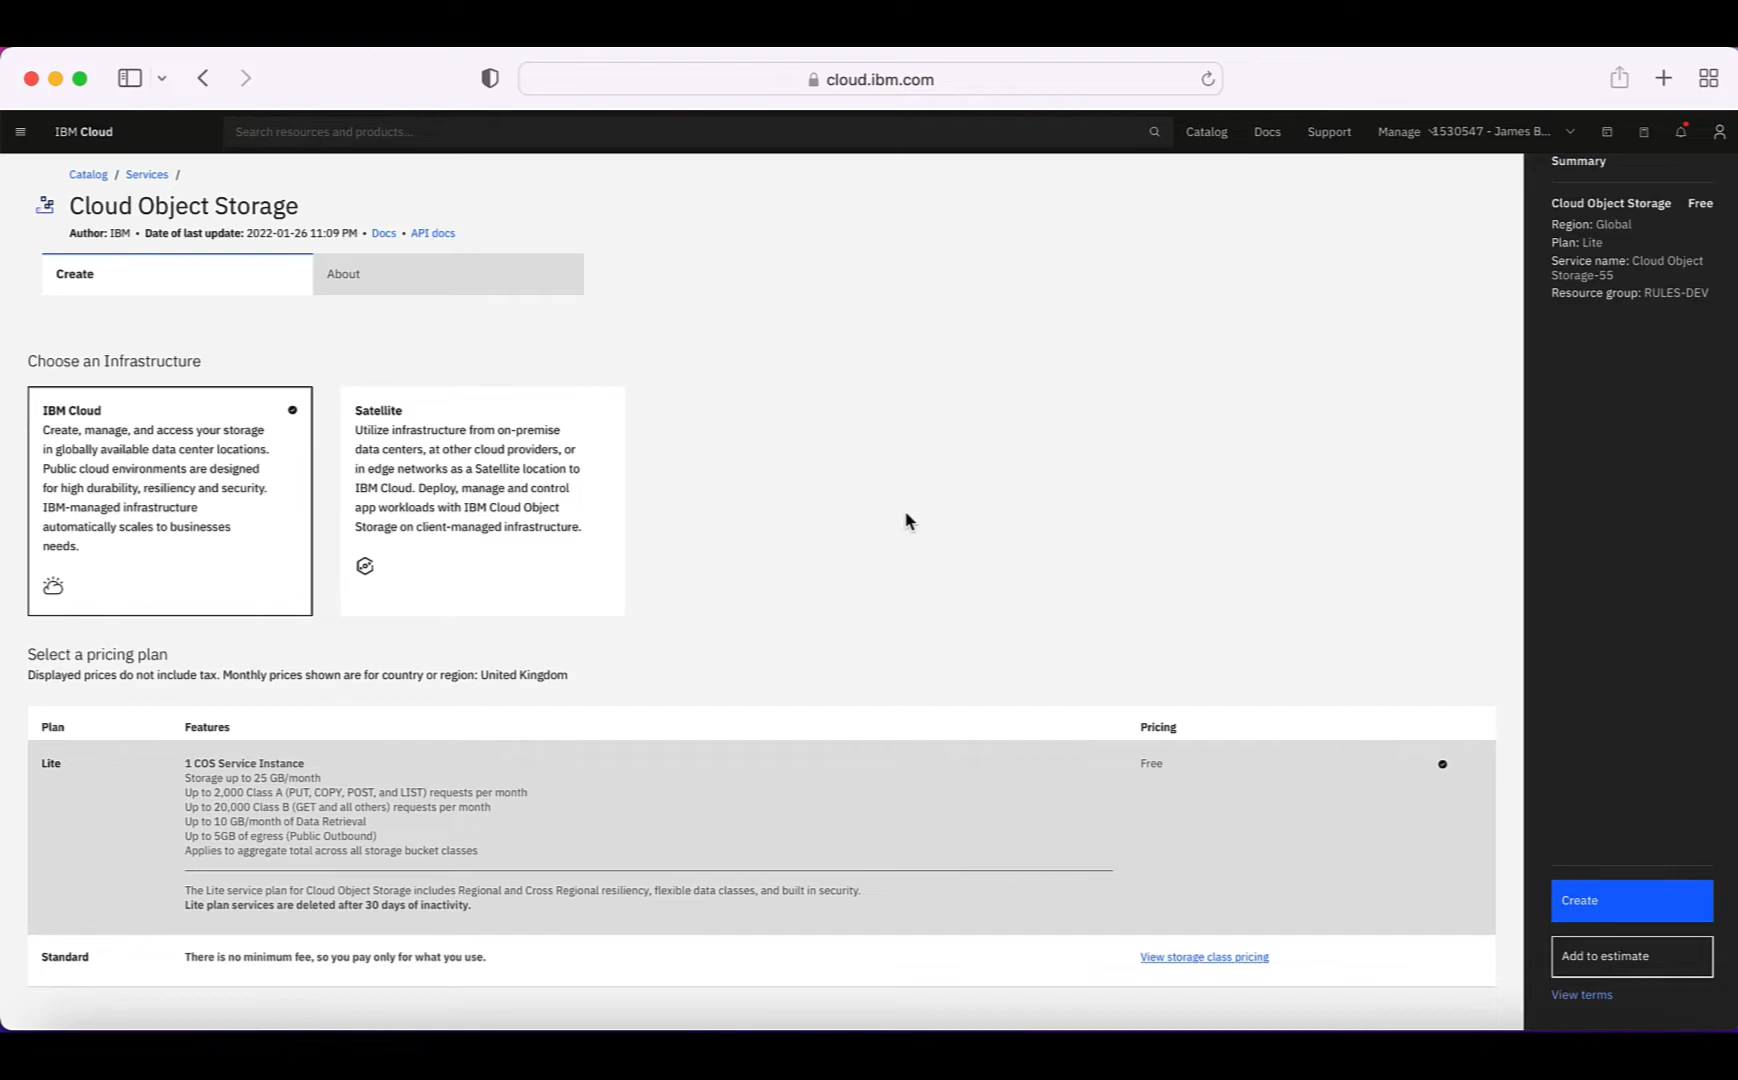 cloud.ibm.com
IBM Cloud
Search resources and products...
Catalog
Docs
Support
Manage
1530547 - James B...
Catalog / Services /
Cloud Object Storage
Author: IBM • Date of last update: 2022-01-26 11:09 PM • Docs • API docs
Create
About
Choose an Infrastructure
IBM Cloud
Create, manage, and access your storage
in globally available data center locations.
Public cloud environments are designed
for high durability, resiliency and security.
IBM-managed infrastructure
automatically scales to businesses
needs.
Satellite
Utilize infrastructure from on-premise
data centers, at other cloud providers, or
in edge networks as a Satellite location to
IBM Cloud. Deploy, manage and control
app workloads with IBM Cloud Object
Storage on client-managed infrastructure.
Select a pricing plan
Displayed prices do not include tax. Monthly prices shown are for country or region: United Kingdom
Plan
Features
Pricing
Lite
1 COS Service Instance
Free
Storage up to 25 GB/month
Up to 2,000 Class A (PUT, COPY, POST, and LIST) requests per month
Up to 20,000 Class B (GET and all others) requests per month
Up to 10 GB/month of Data Retrieval
Up to 5GB of egress (Public Outbound)
Applies to aggregate total across all storage bucket classes
The Lite service plan for Cloud Object Storage includes Regional and Cross Regional resiliency, flexible data classes, and built in security.
Lite plan services are deleted after 30 days of inactivity.
Standard
There is no minimum fee, so you pay only for what you use.
View storage class pricing
Summary
Cloud Object Storage Free
Region: Global
Plan: Lite
Service name: Cloud Object
Storage-55
Resource group: RULES-DEV
Create
Add to estimate
View terms